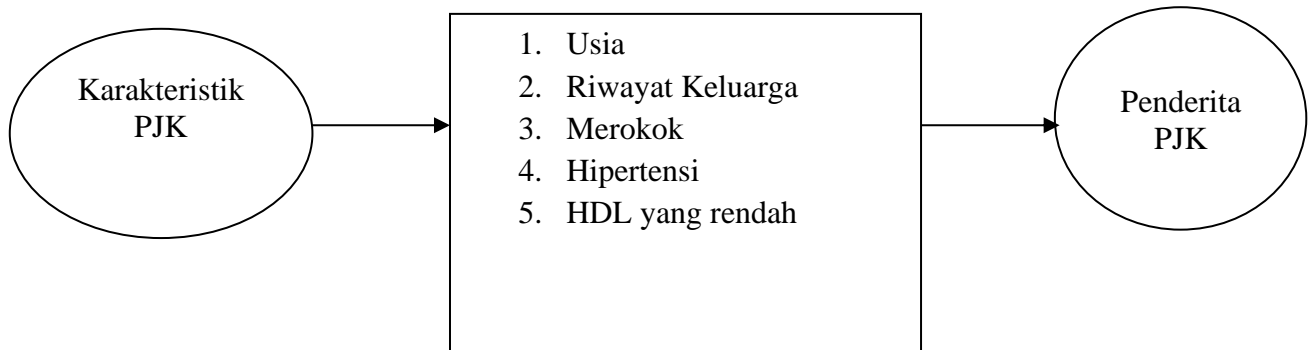 Karakteristik
PJK
1. Usia
2. Riwayat Keluarga
3. Merokok
4. Hipertensi
5. HDL yang rendah
Penderita
PJK